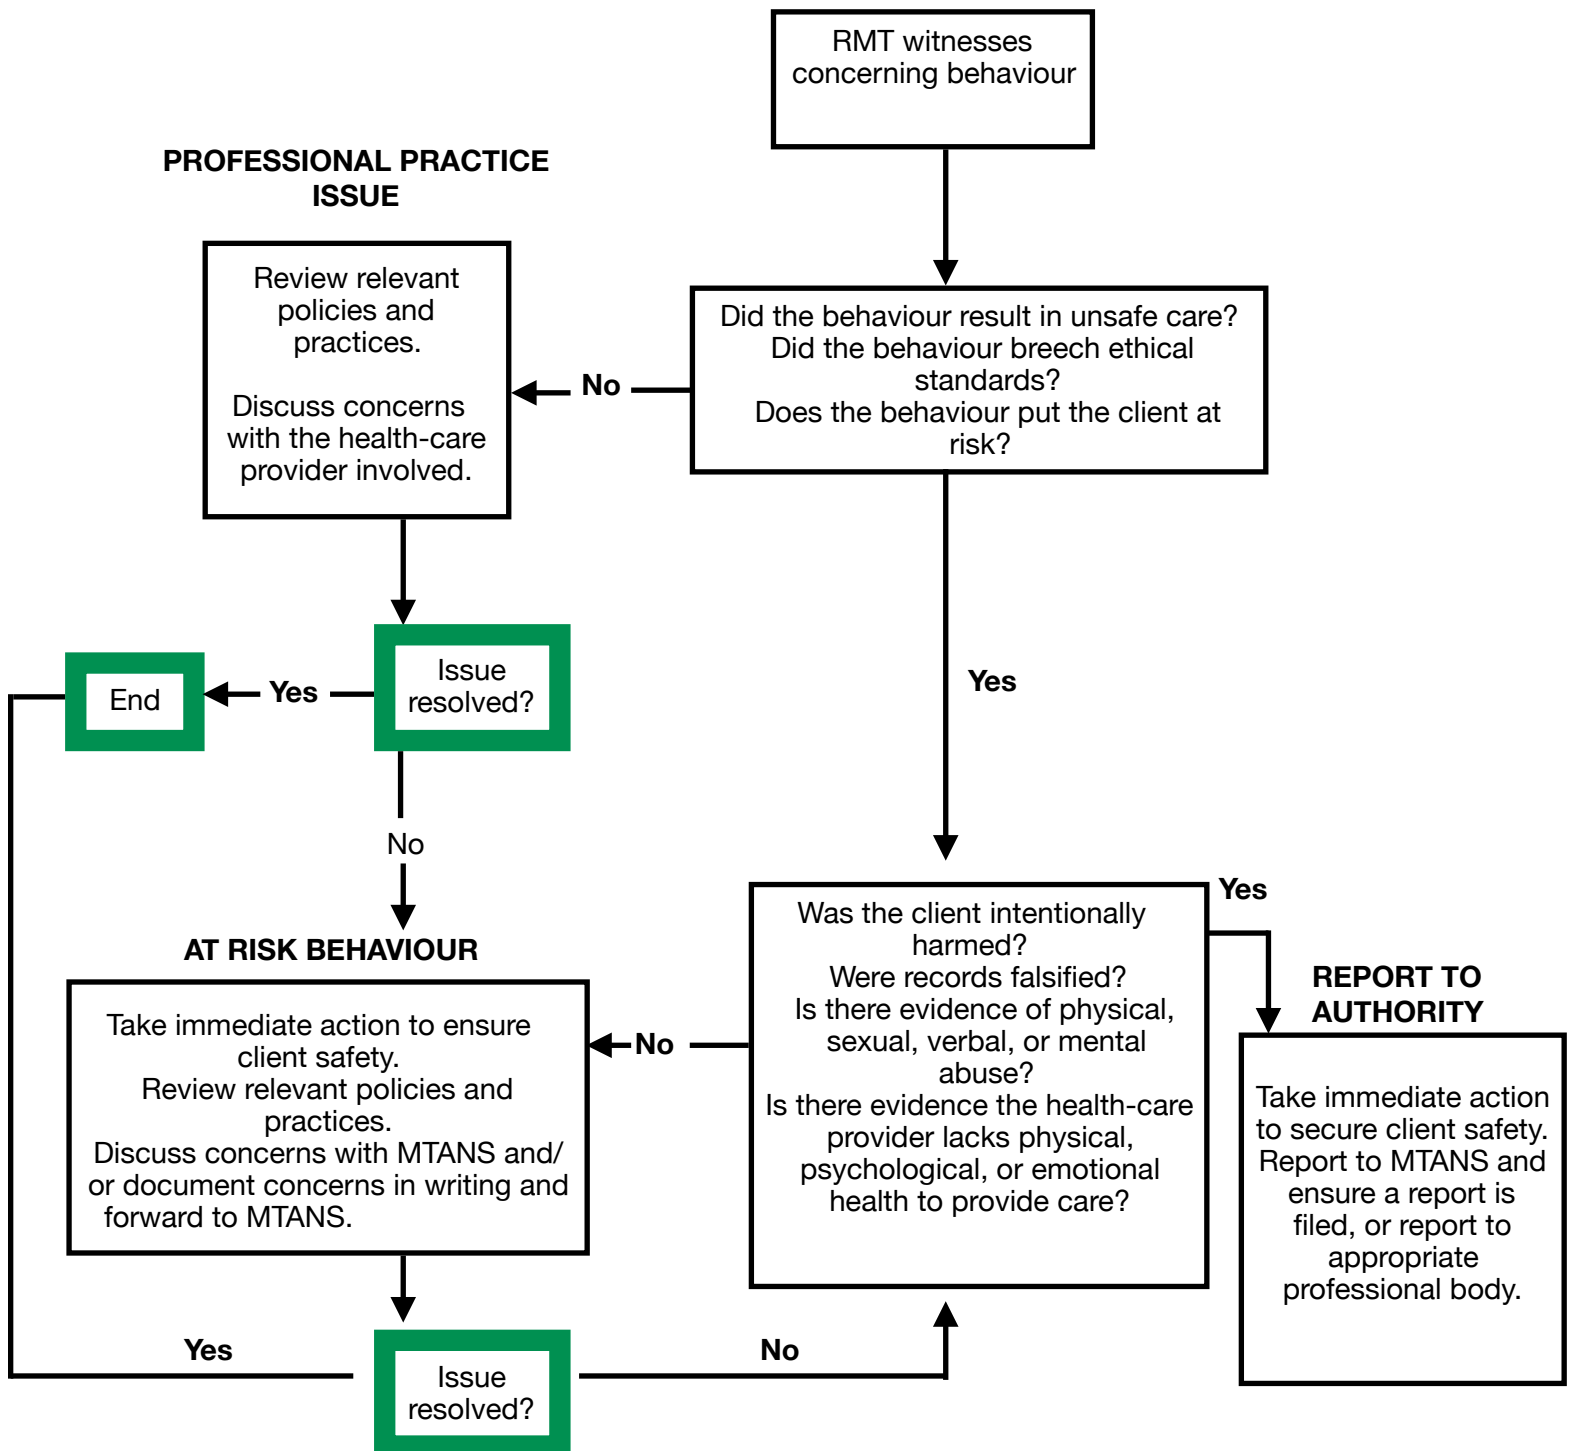 RMT witnesses
concerning behaviour
PROFESSIONAL PRACTICE
ISSUE
Review relevant
policies and
practices.
Discuss concerns
with the health-care
provider involved.
No
Did the behaviour result in unsafe care?
Did the behaviour breech ethical
standards?
Does the behaviour put the client at
risk?
End
Yes
Issue
resolved?
Yes
No
AT RISK BEHAVIOUR
Take immediate action to ensure
client safety.
Review relevant policies and
practices.
Discuss concerns with MTANS and/
or document concerns in writing and
forward to MTANS.
No
Was the client intentionally
harmed?
Were records falsified?
Is there evidence of physical,
sexual, verbal, or mental
abuse?
Is there evidence the health-care
provider lacks physical,
psychological, or emotional
health to provide care?
Yes
REPORT TO
AUTHORITY
Take immediate action
to secure client safety.
Report to MTANS and
ensure a report is
filed, or report to
appropriate
professional body.
Yes
Issue
resolved?
No